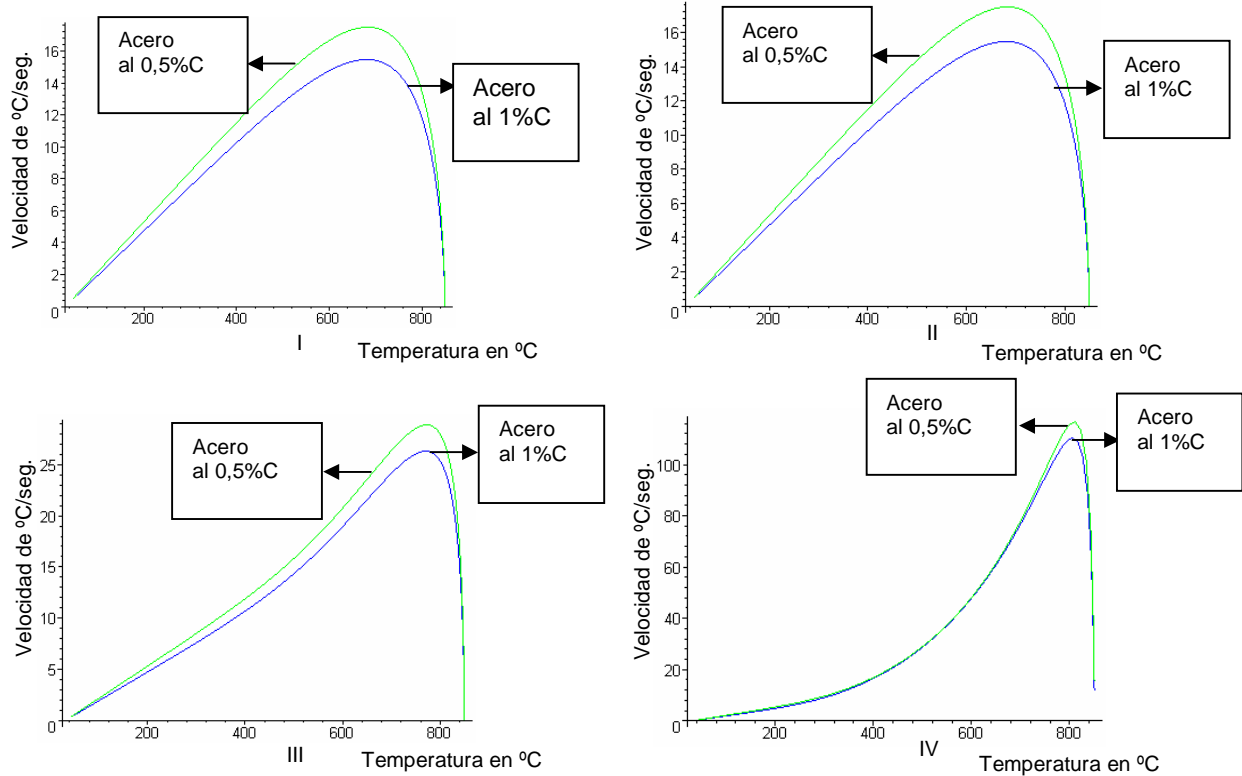 Acero
al 0,5%C
Acero
al 1%C
Velocidad de ºC/seg.
16
14
12
10
8
6
4
2
0
200
400
600
800
I
Temperatura en ºC
Acero
al 0,5%C
Acero
al 1%C
Velocidad de ºC/seg.
16
14
12
10
8
6
4
2
0
200
400
600
800
II
Temperatura en ºC
Acero
al 0,5%C
Acero
al 1%C
Velocidad de ºC/seg.
25
20
15
10
5
0
200
400
600
800
III
Temperatura en ºC
Acero
al 0,5%C
Acero
al 1%C
Velocidad de ºC/seg.
100
80
60
40
20
0
200
400
600
800
IV
Temperatura en ºC